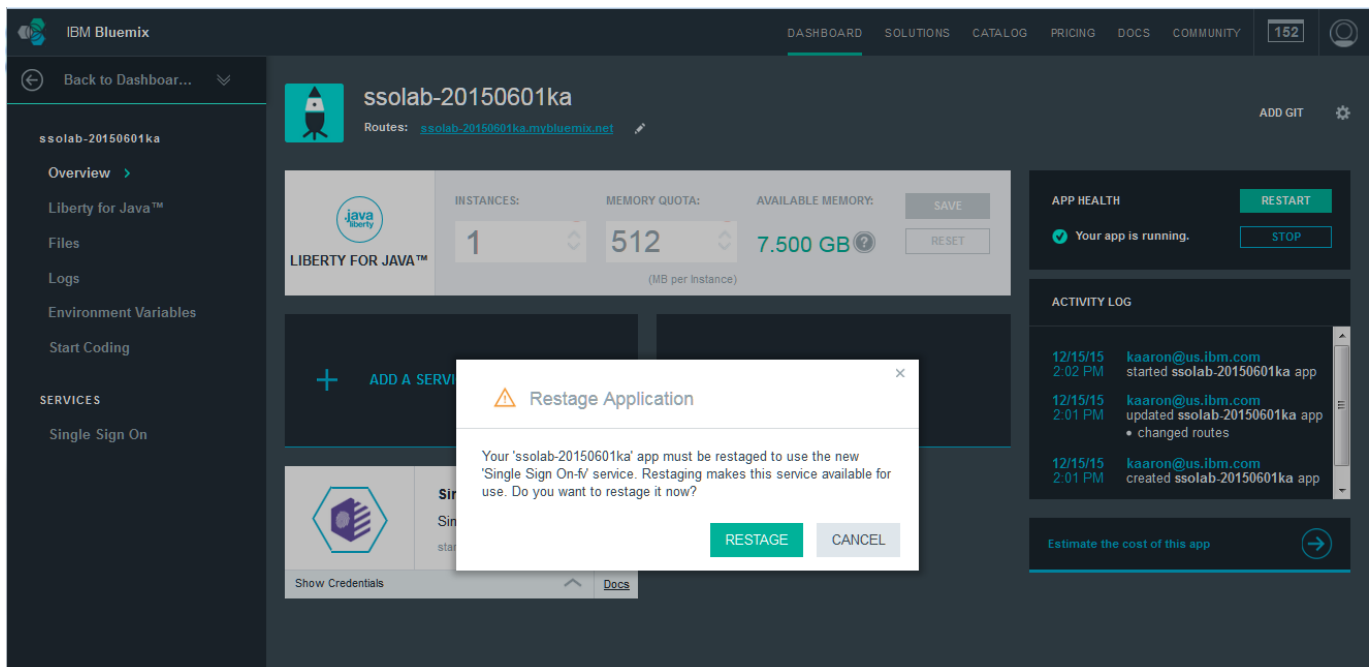 IBM Bluemix
DASHBOARD SOLUTIONS CATALOG PRICING DOCS COMMUNITY 152
Back to Dashboar...
ssolab-20150601ka
Overview
Liberty for Java™
Files
Logs
Environment Variables
Start Coding
SERVICES
Single Sign On
ssolab-20150601ka
Routes: ssolab-20150601ka.mybluemix.net
ADD GIT
java
liberty
LIBERTY FOR JAVA™
INSTANCES: MEMORY QUOTA: AVAILABLE MEMORY:
1 512 7.500 GB ?
(MB per Instance)
SAVE
RESET
APP HEALTH
RESTART
Your app is running.
STOP
ACTIVITY LOG
12/15/15 kaaron@us.ibm.com
2:02 PM started ssolab-20150601ka app
12/15/15 kaaron@us.ibm.com
2:01 PM updated ssolab-20150601ka app
• changed routes
12/15/15 kaaron@us.ibm.com
2:01 PM created ssolab-20150601ka app
Estimate the cost of this app
+ ADD A SERVI
Restage Application
Your 'ssolab-20150601ka' app must be restaged to use the new
'Single Sign On-fv' service. Restaging makes this service available for
use. Do you want to restage it now?
RESTAGE CANCEL
Sin
Sin
star
Show Credentials
Docs